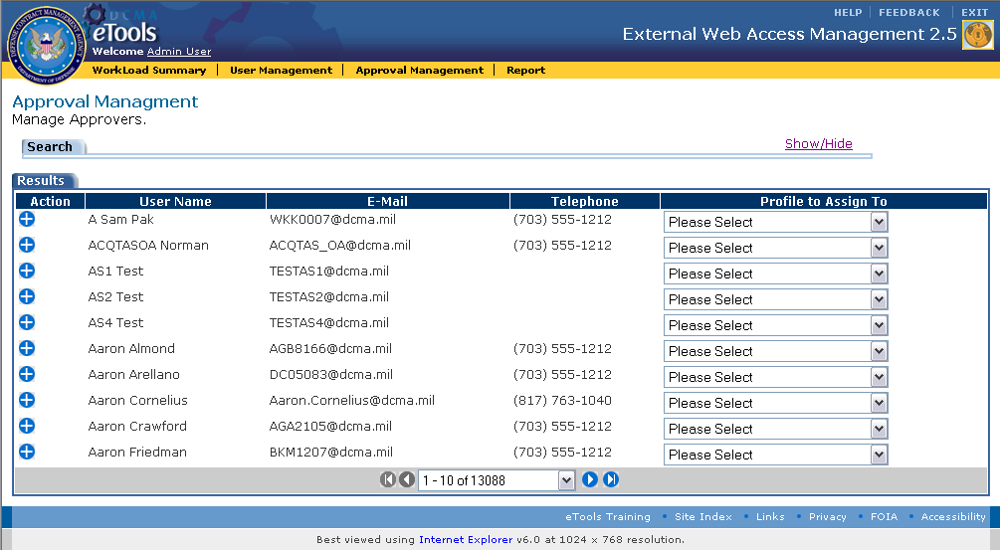 HELP | FEEDBACK | EXIT
DCMA
eTools
External Web Access Management 2.5
Welcome Admin User
DEFENSE CONTRACT MANAGEMENT AGENCY
DEPARTMENT OF DEFENSE
WorkLoad Summary | User Management | Approval Management | Report
Approval Managment
Manage Approvers.
Search Show/Hide
Results
Action User Name E-Mail Telephone Profile to Assign To
A Sam Pak WKK0007@dcma.mil (703) 555-1212 Please Select
ACQTASOA Norman ACQTAS_OA@dcma.mil (703) 555-1212 Please Select
AS1 Test TESTAS1@dcma.mil Please Select
AS2 Test TESTAS2@dcma.mil Please Select
AS4 Test TESTAS4@dcma.mil Please Select
Aaron Almond AGB8166@dcma.mil (703) 555-1212 Please Select
Aaron Arellano DC05083@dcma.mil (703) 555-1212 Please Select
Aaron Cornelius Aaron.Cornelius@dcma.mil (817) 763-1040 Please Select
Aaron Crawford AGA2105@dcma.mil (703) 555-1212 Please Select
Aaron Friedman BKM1207@dcma.mil (703) 555-1212 Please Select
1 - 10 of 13088
eTools Training • Site Index • Links • Privacy • FOIA • Accessibility
Best viewed using Internet Explorer v6.0 at 1024 x 768 resolution.